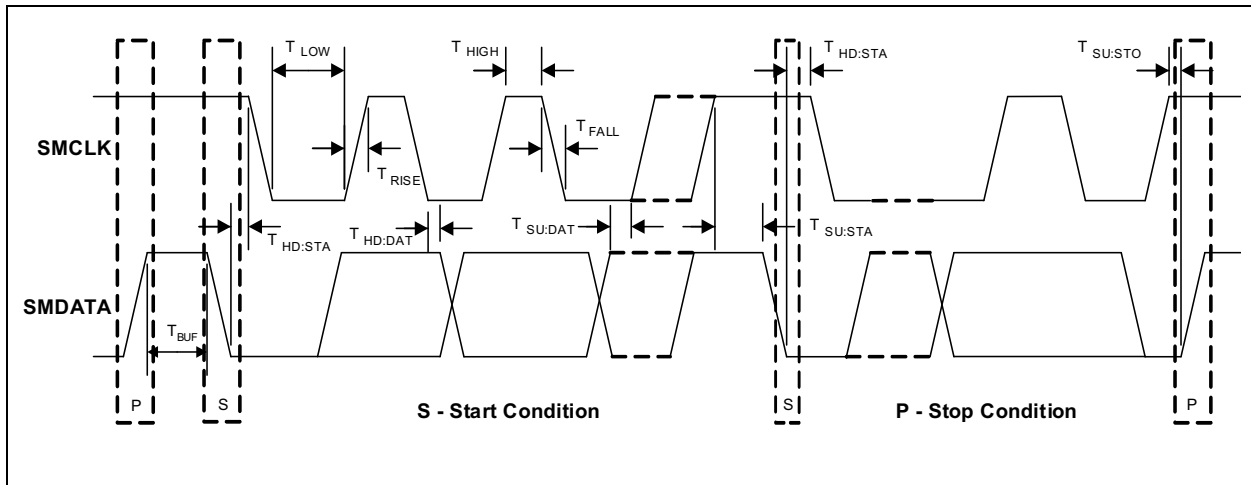 T LOW
T HIGH
T HD:STA
T SU:STO
SMCLK
T FALL
T RISE
T HD:STA
T HD:DAT
T SU:DAT
T SU:STA
SMDATA
T BUF
P
S
S - Start Condition
S
P - Stop Condition
P